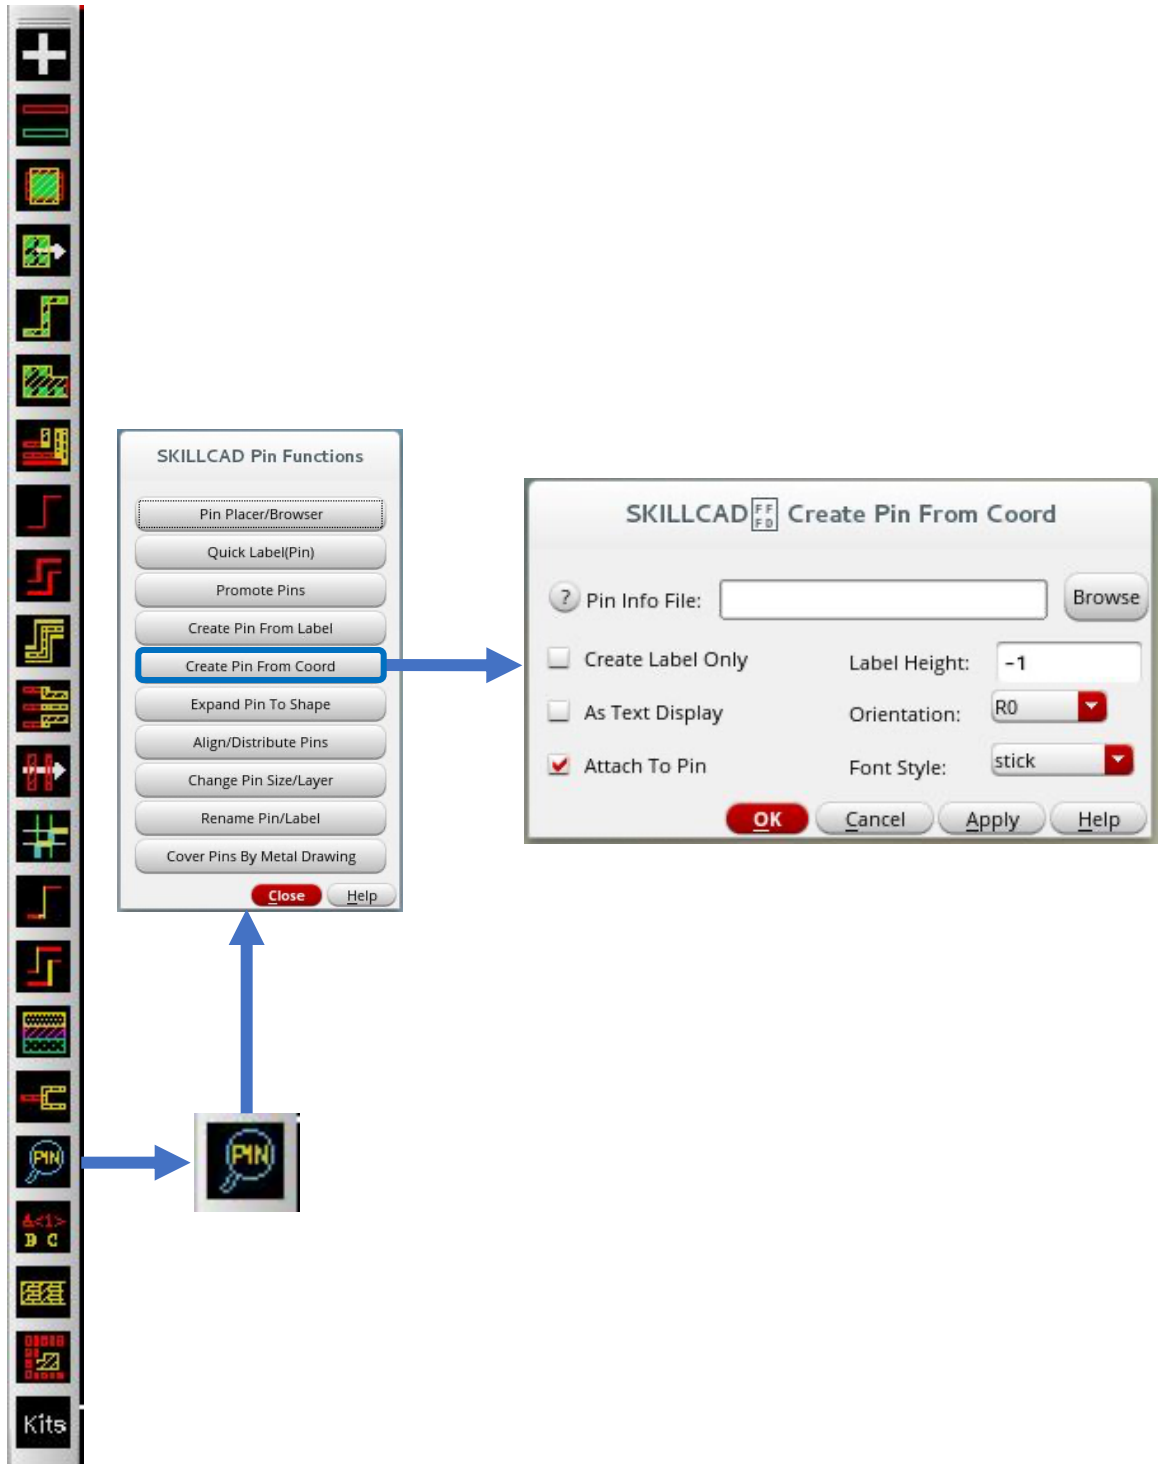 SKILLCAD Pin Functions
Pin Placer/Browser
Quick Label(Pin)
Promote Pins
Create Pin From Label
Create Pin From Coord
Expand Pin To Shape
Align/Distribute Pins
Change Pin Size/Layer
Rename Pin/Label
Cover Pins By Metal Drawing
Close Help
SKILLCAD Create Pin From Coord
? Pin Info File: Browse
Create Label Only Label Height: -1
As Text Display Orientation: R0
Attach To Pin Font Style: stick
OK Cancel Apply Help
PIN
PIN
A<1>
B C
Kits